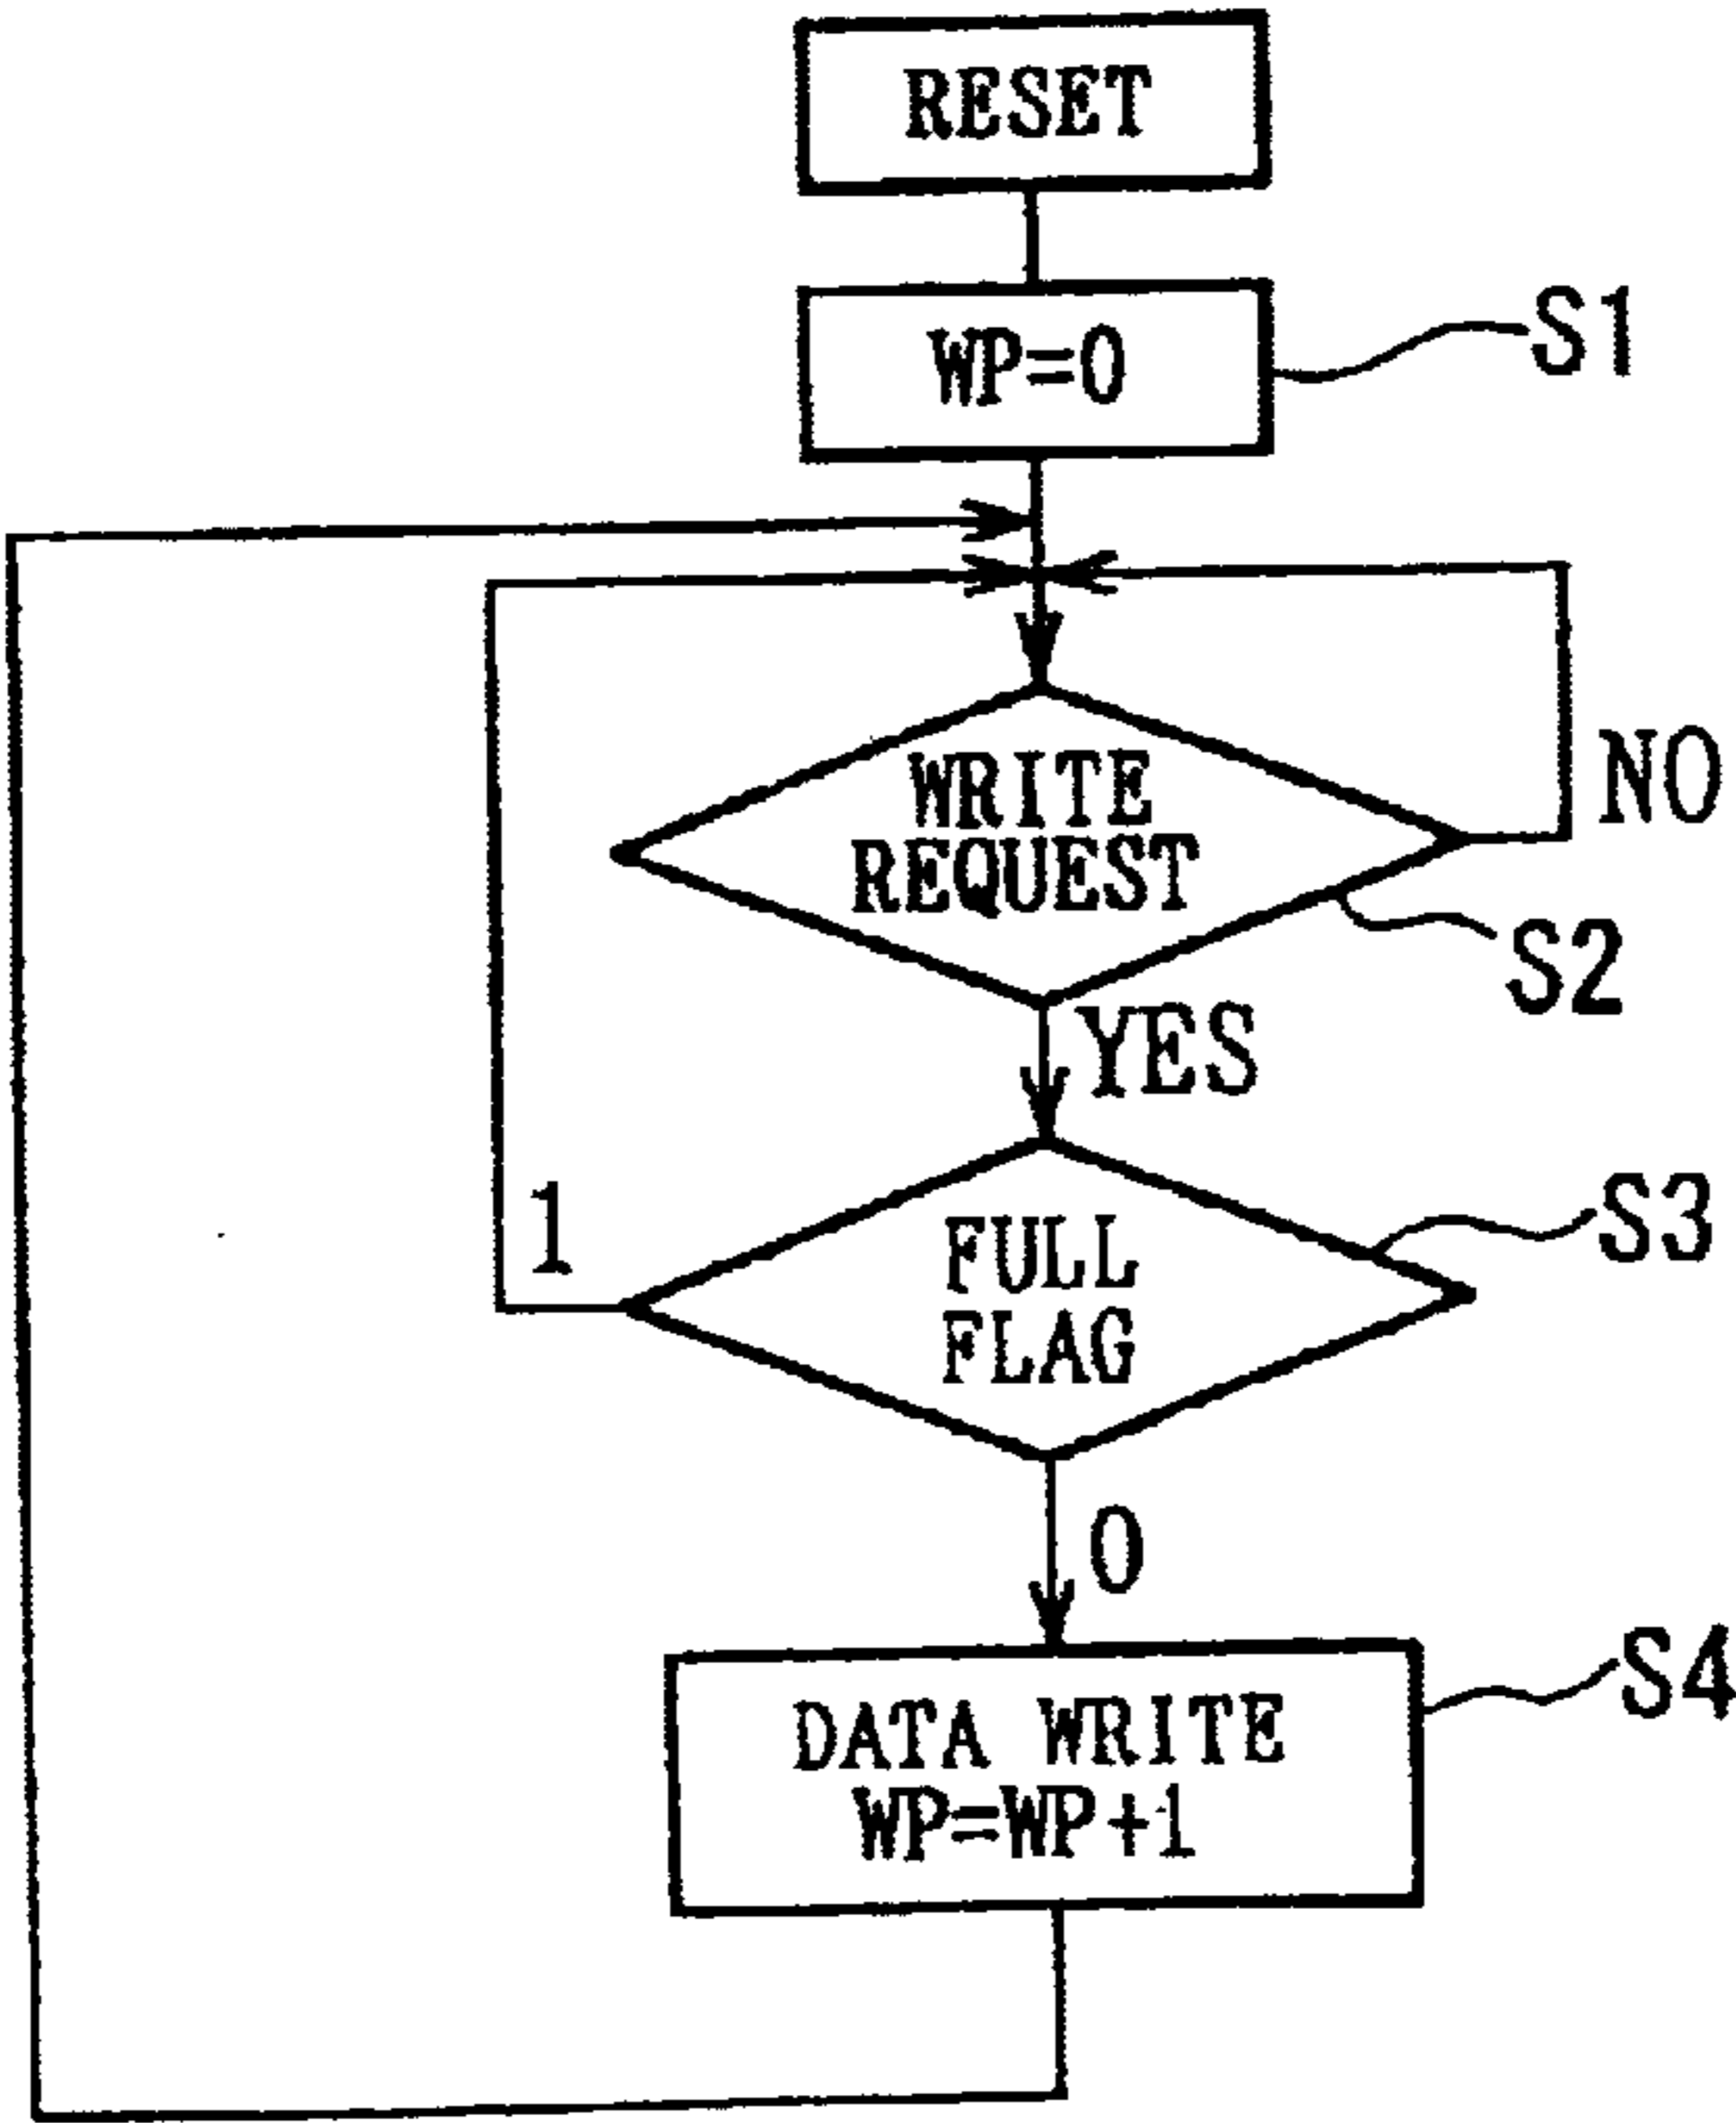 RESET
WP=0
S1
WRITE
REQUEST
NO
S2
YES
1
FULL
FLAG
S3
0
DATA WRITE
WP=WP+1
S4